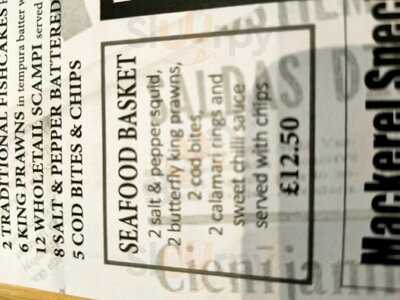 2 TRADITIONAL FISHCAKES
6 KING PRAWNS in tempura batter
12 WHOLETAIL SCAMPI served
8 SALT & PEPPER BATTERED
5 COD BITES & CHIPS
SEAFOOD BASKET
2 salt & pepper squid,
2 butterfly king prawns,
2 cod bites,
2 calamari rings and
sweet chilli sauce
served with chips
£12.50
Mackerel Spec